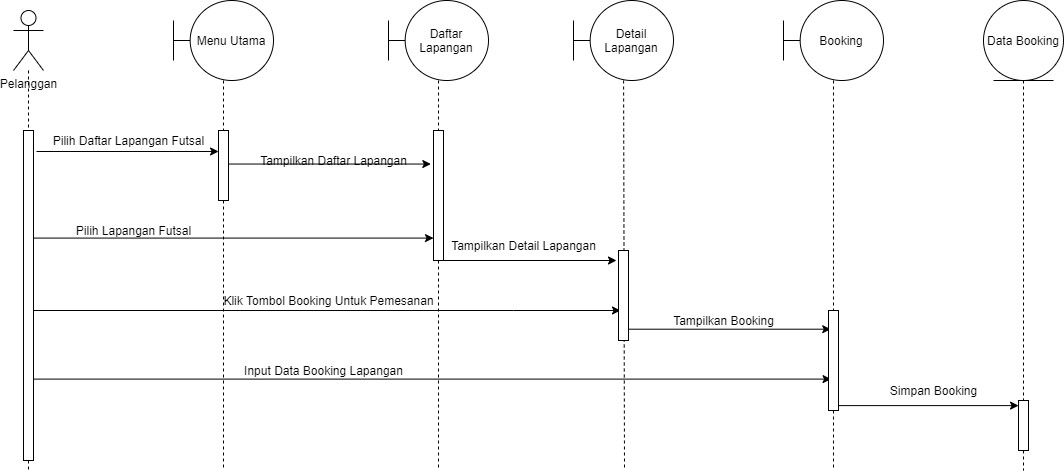 Pelanggan
Menu Utama
Daftar
Lapangan
Detail
Lapangan
Booking
Data Booking
Pilih Daftar Lapangan Futsal
Tampilkan Daftar Lapangan
Pilih Lapangan Futsal
Tampilkan Detail Lapangan
Klik Tombol Booking Untuk Pemesanan
Tampilkan Booking
Input Data Booking Lapangan
Simpan Booking